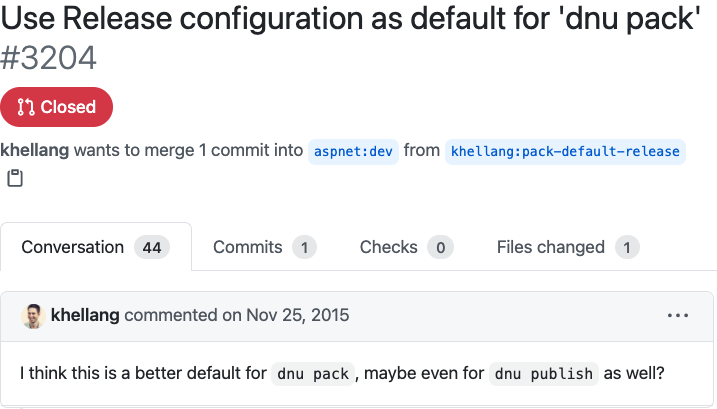 Use Release configuration as default for 'dnu pack'
#3204
Closed
khellang wants to merge 1 commit into aspnet:dev from khellang:pack-default-release
Conversation 44 Commits 1 Checks 0 Files changed 1
khellang commented on Nov 25, 2015
I think this is a better default for dnu pack, maybe even for dnu publish as well?